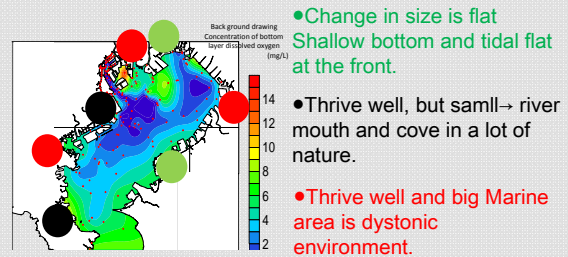 Back ground drawing
Concentration of bottom
layer dissolved oxygen
(mg/L)
14
12
10
8
6
4
2
●Change in size is flat
Shallow bottom and tidal flat
at the front.
●Thrive well, but samll→ river
mouth and cove in a lot of
nature.
●Thrive well and big Marine
area is dystonic
environment.